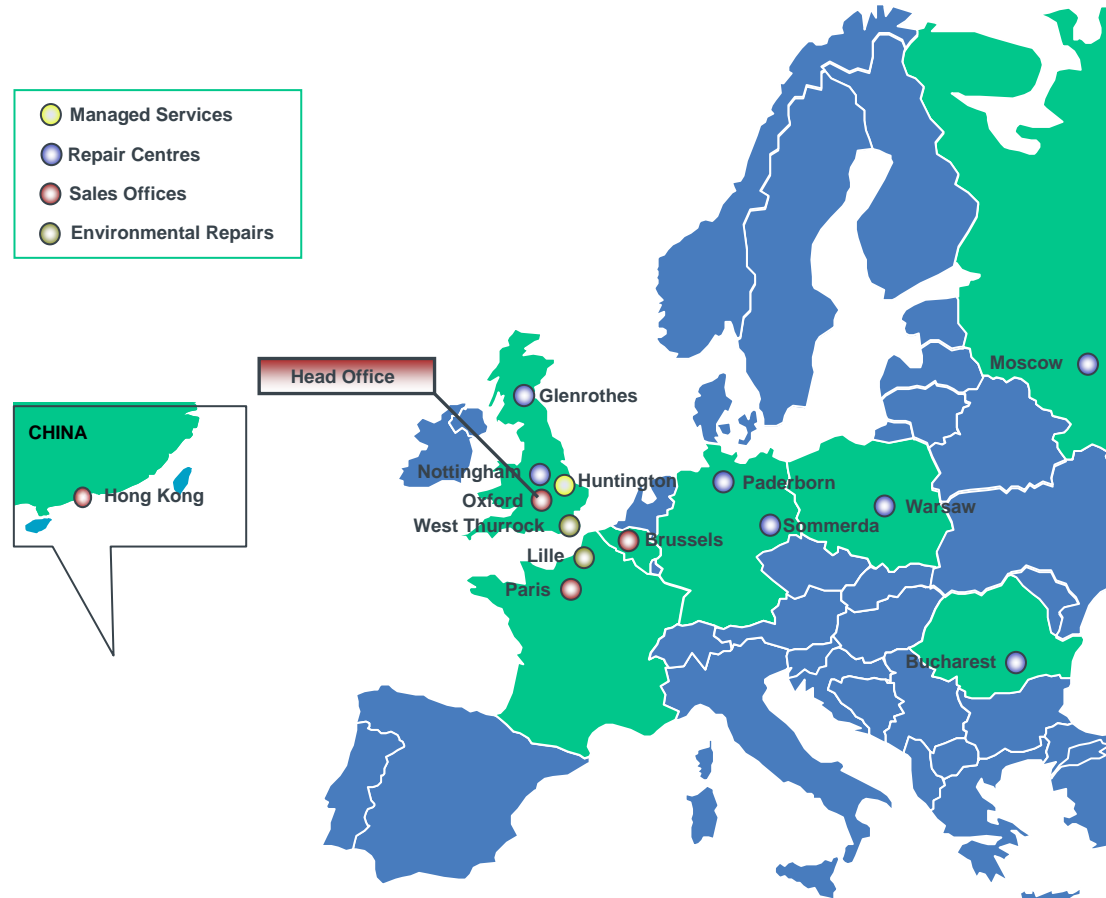 Managed Services
Repair Centres
Sales Offices
Environmental Repairs
Head Office
Moscow
Glenrothes
CHINA
Hong Kong
Nottingham
Huntington
Paderborn
Oxford
Warsaw
West Thurrock
Sommerda
Brussels
Lille
Paris
Bucharest